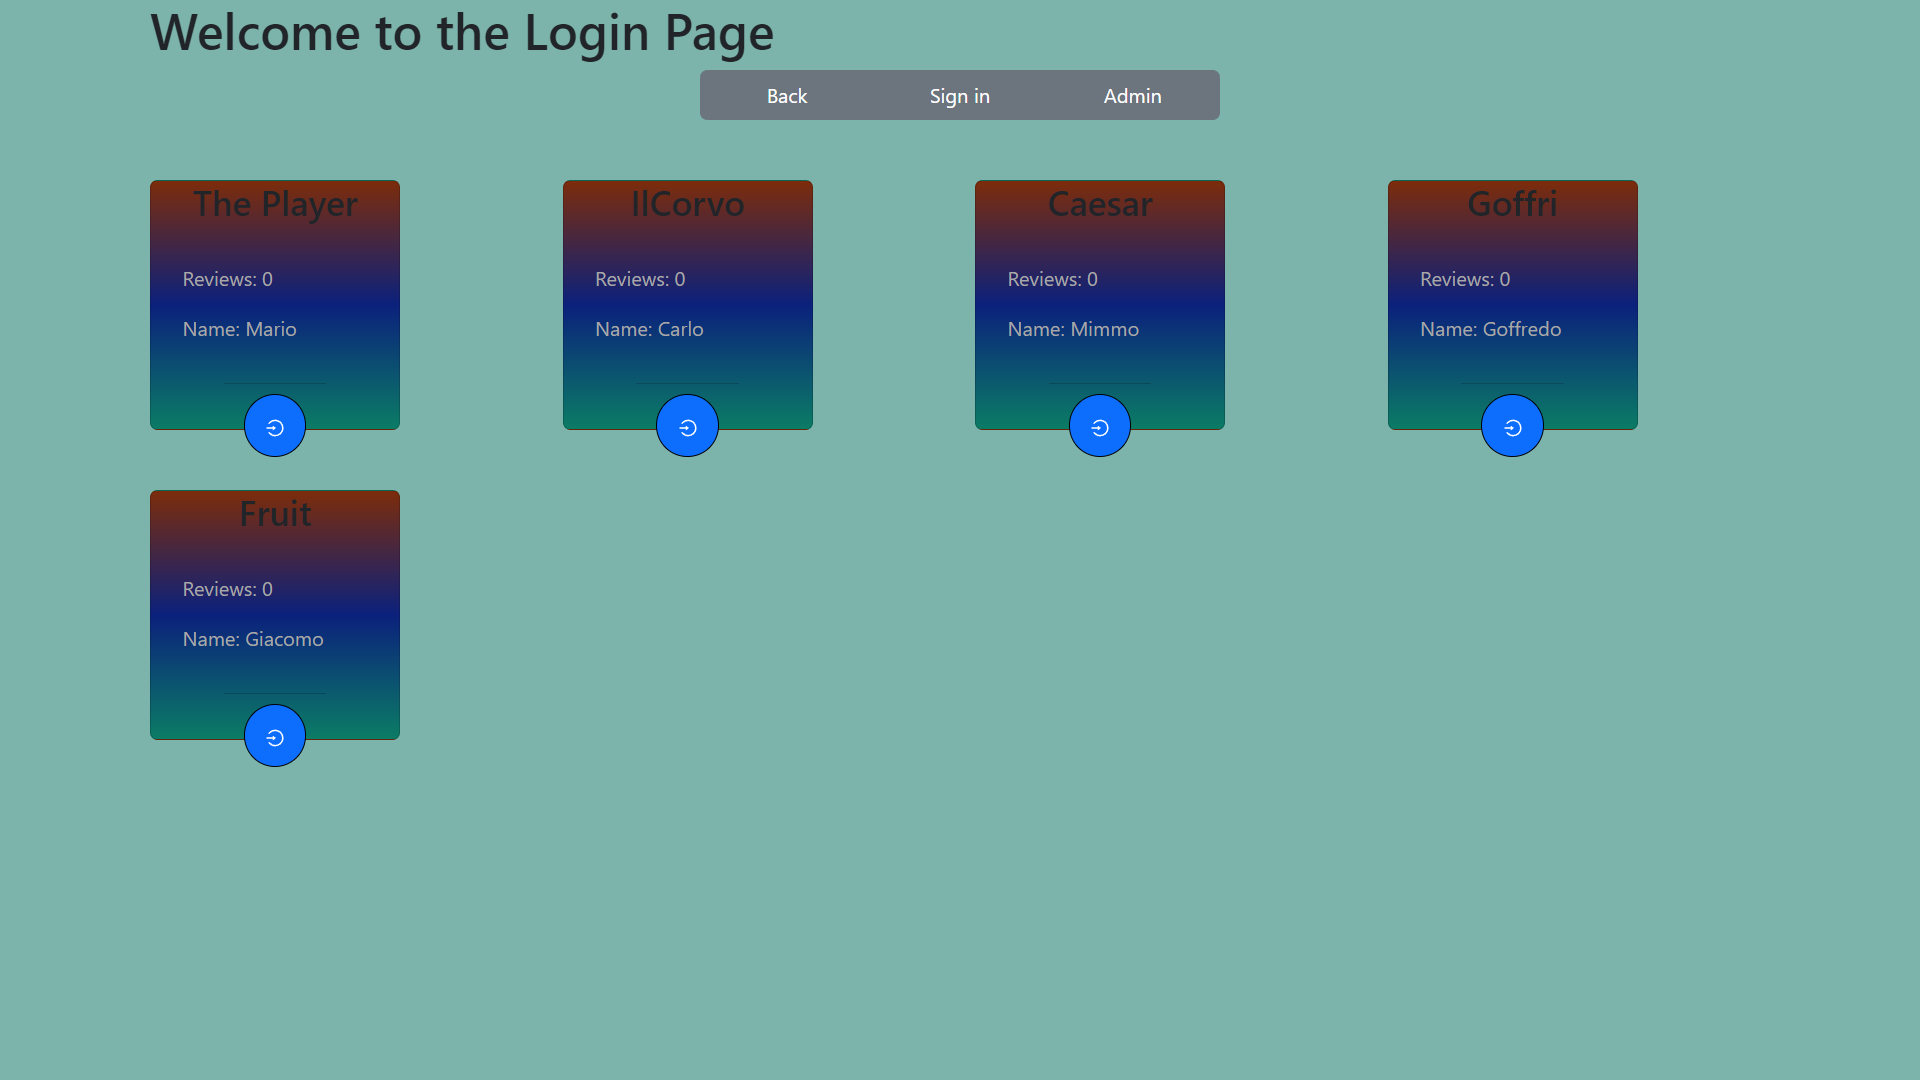 Welcome to the Login Page
Back Sign in Admin
The Player
Reviews: 0
Name: Mario
IlCorvo
Reviews: 0
Name: Carlo
Caesar
Reviews: 0
Name: Mimmo
Goffri
Reviews: 0
Name: Goffredo
Fruit
Reviews: 0
Name: Giacomo